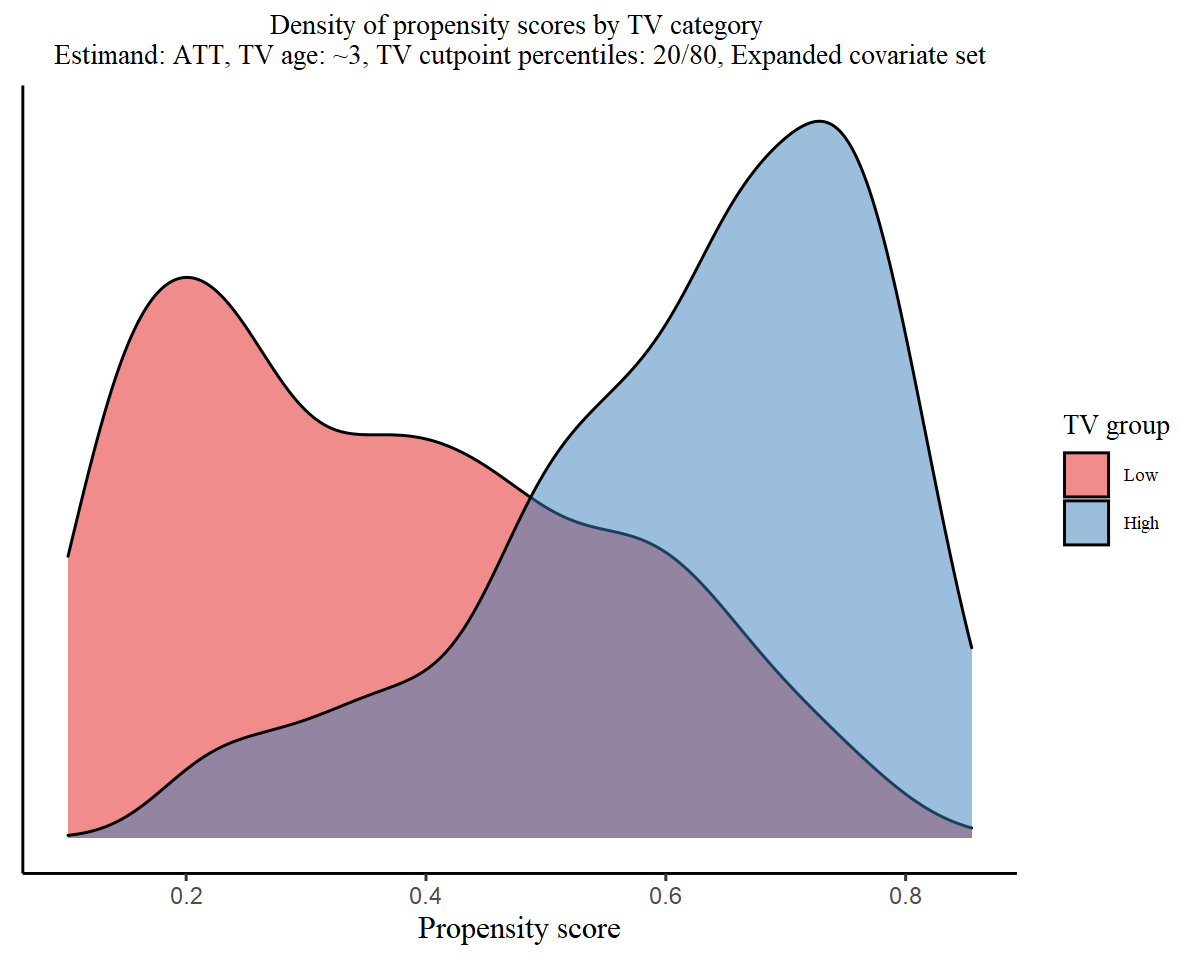 Density of propensity scores by TV category
Estimand: ATT, TV age: ~3, TV cutpoint percentiles: 20/80, Expanded covariate set
TV group
Low
High
0.2 0.4 0.6 0.8
Propensity score